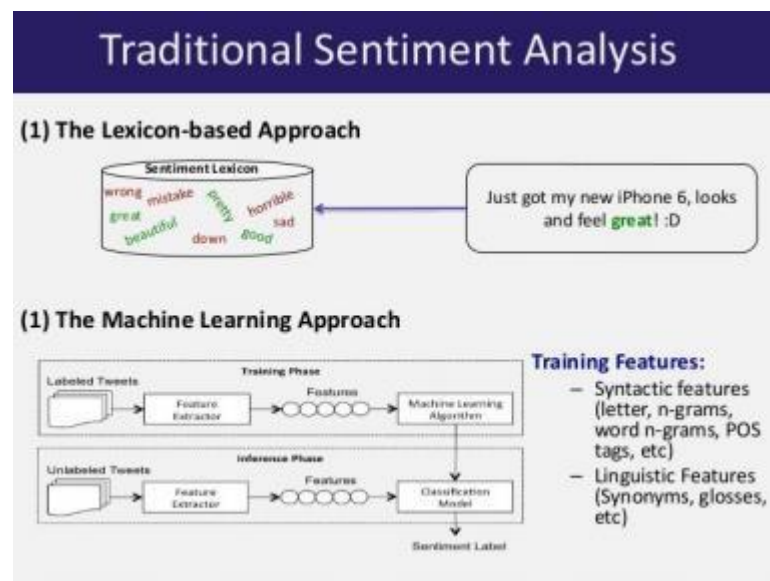 Traditional Sentiment Analysis
(1) The Lexicon-based Approach
Sentiment Lexicon
wrong
mistake
pretty
horrible
great
beautiful
down
good
sad
Just got my new iPhone 6, looks
and feel great! :D
(1) The Machine Learning Approach
Training Phase
Labeled Tweets
Feature
Extractor
Features
Machine Learning
Algorithm
Inference Phase
Unlabeled Tweets
Feature
Extractor
Features
Classification
Model
Sentiment Label
Training Features:
– Syntactic features
(letter, n-grams,
word n-grams, POS
tags, etc)
– Linguistic Features
(Synonyms, glosses,
etc)